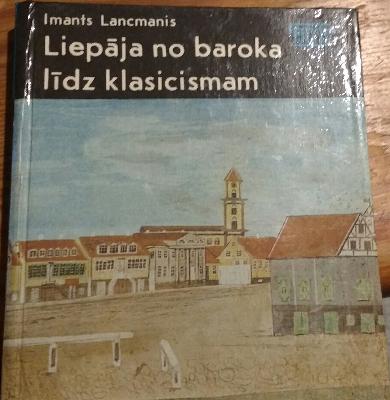 Imants Lancmanis
Liepāja no baroka
līdz klasicismam